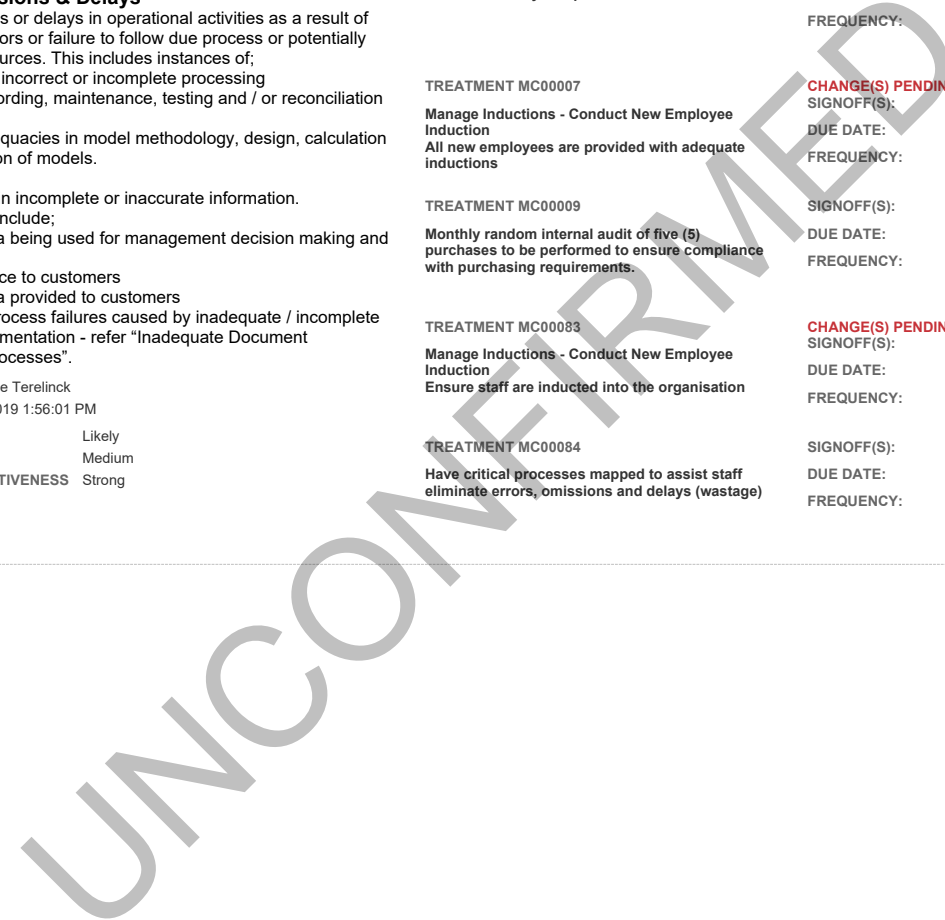 s or delays in operational activities as a result of
ors or failure to follow due process or potentially
urces. This includes instances of;
incorrect or incomplete processing
ording, maintenance, testing and / or reconciliation
quacies in model methodology, design, calculation
on of models.
n incomplete or inaccurate information.
nclude;
a being used for management decision making and
ce to customers
a provided to customers
rocess failures caused by inadequate / incomplete
mentation - refer “Inadequate Document
ocesses”.
e Terelinck
019 1:56:01 PM
Likely
Medium
TIVENESS Strong
FREQUENCY:
TREATMENT MC00007
Manage Inductions - Conduct New Employee
Induction
All new employees are provided with adequate
inductions
CHANGE(S) PENDIN
SIGNOFF(S):
DUE DATE:
FREQUENCY:
TREATMENT MC00009
Monthly random internal audit of five (5)
purchases to be performed to ensure compliance
with purchasing requirements.
SIGNOFF(S):
DUE DATE:
FREQUENCY:
TREATMENT MC00083
Manage Inductions - Conduct New Employee
Induction
Ensure staff are inducted into the organisation
CHANGE(S) PENDIN
SIGNOFF(S):
DUE DATE:
FREQUENCY:
TREATMENT MC00084
Have critical processes mapped to assist staff
eliminate errors, omissions and delays (wastage)
SIGNOFF(S):
DUE DATE:
FREQUENCY:
UNCONFIRMED